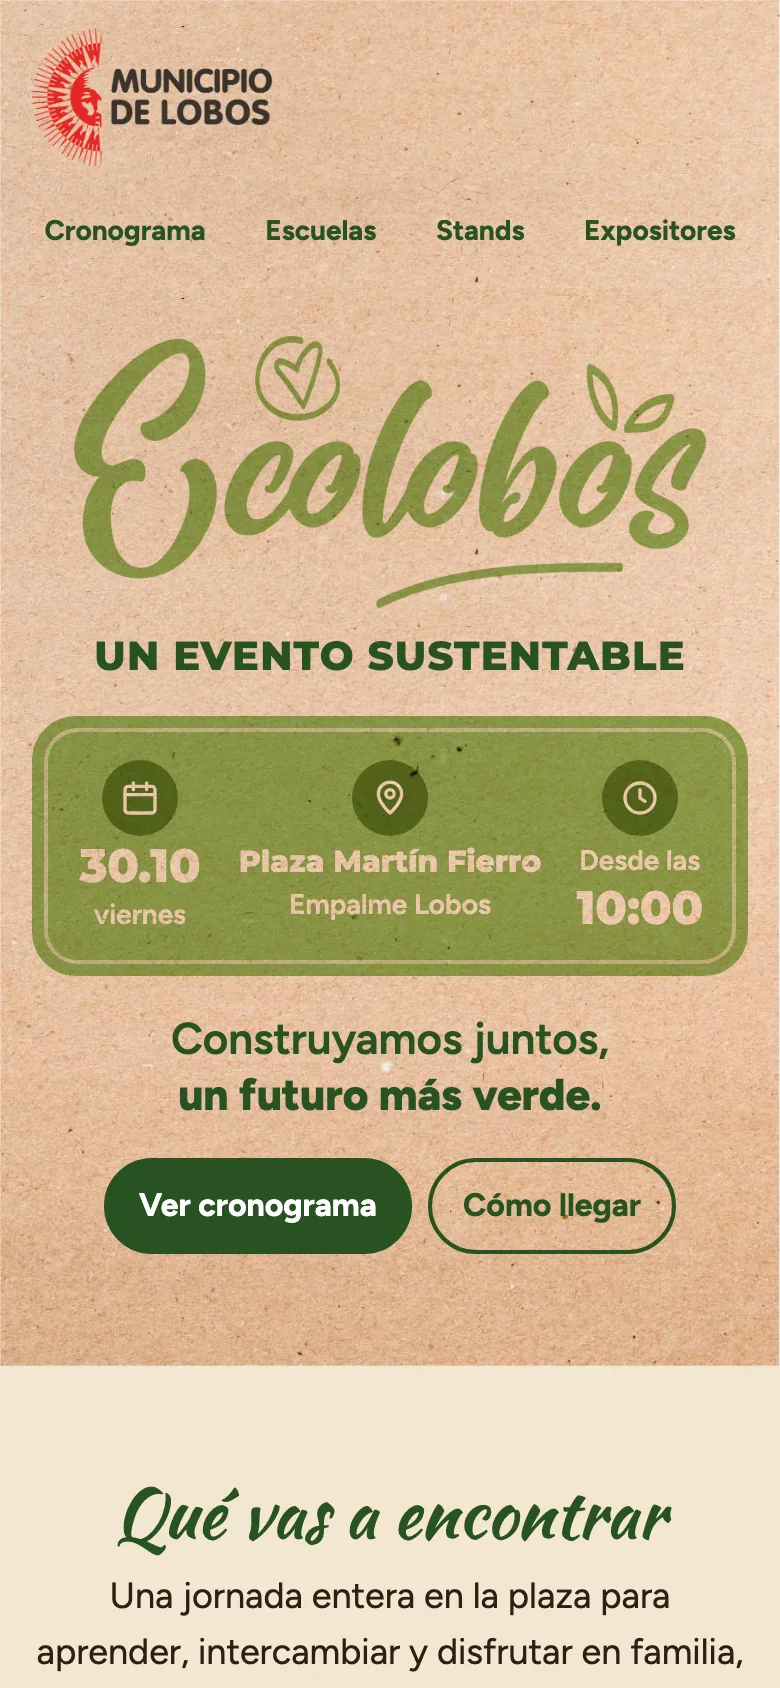 MUNICIPIO
DE LOBOS
Cronograma Escuelas Stands Expositores
Ecolobos
UN EVENTO SUSTENTABLE
30.10
viernes
Plaza Martín Fierro
Empalme Lobos
Desde las
10:00
Construyamos juntos,
un futuro más verde.
Ver cronograma Cómo llegar
Qué vas a encontrar
Una jornada entera en la plaza para
aprender, intercambiar y disfrutar en familia,